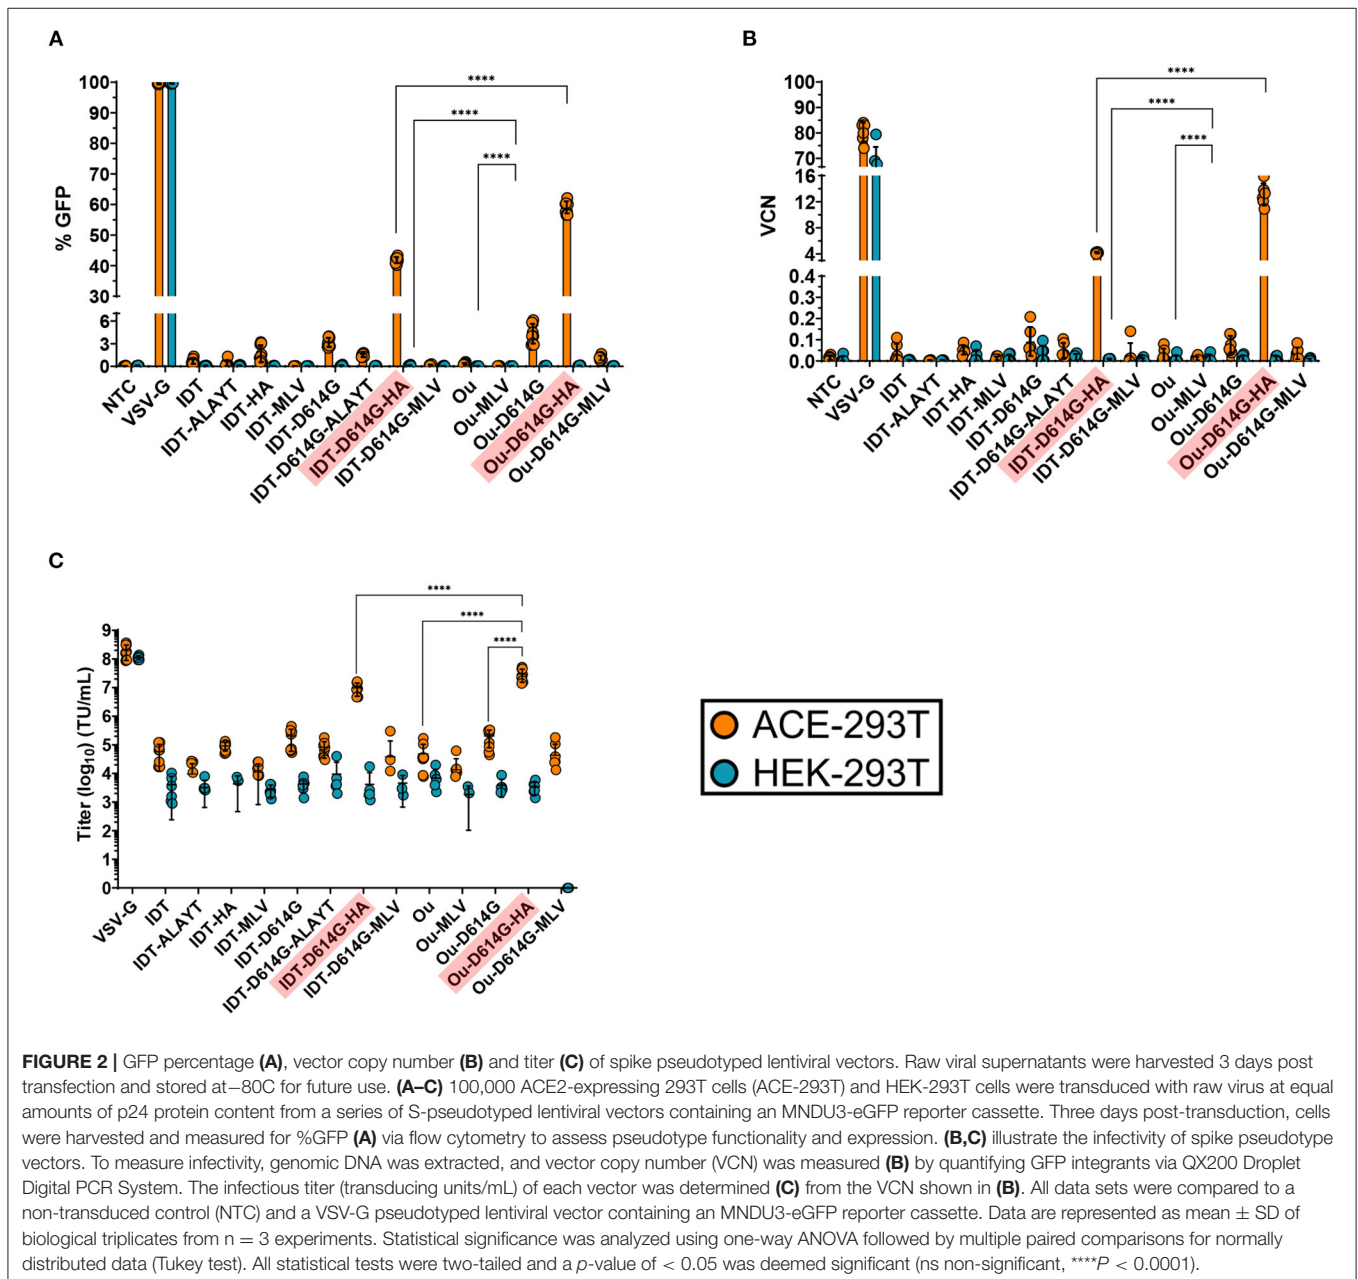 A
B
****
****
****
100
90
80
70
60
50
40
30
6
3
0
% GFP
NTC
VSV-G
IDT
IDT-ALAYT
IDT-HA
IDT-MLV
IDT-D614G
IDT-D614G-ALAYT
IDT-D614G-HA
IDT-D614G-MLV
Ou
Ou-MLV
Ou-D614G
Ou-D614G-HA
Ou-D614G-MLV
****
****
****
100
90
80
70
16
12
8
4
0.4
0.3
0.2
0.1
0.0
VCN
NTC
VSV-G
IDT
IDT-ALAYT
IDT-HA
IDT-MLV
IDT-D614G
IDT-D614G-ALAYT
IDT-D614G-HA
IDT-D614G-MLV
Ou
Ou-MLV
Ou-D614G
Ou-D614G-HA
Ou-D614G-MLV
C
****
****
****
9
8
7
6
5
4
3
2
1
0
Titer (log10) (TU/mL)
VSV-G
IDT
IDT-ALAYT
IDT-HA
IDT-MLV
IDT-D614G
IDT-D614G-ALAYT
IDT-D614G-HA
IDT-D614G-MLV
Ou
Ou-MLV
Ou-D614G
Ou-D614G-HA
Ou-D614G-MLV
ACE-293T
HEK-293T
FIGURE 2 | GFP percentage (A), vector copy number (B) and titer (C) of spike pseudotyped lentiviral vectors. Raw viral supernatants were harvested 3 days post
transfection and stored at−80C for future use. (A–C) 100,000 ACE2-expressing 293T cells (ACE-293T) and HEK-293T cells were transduced with raw virus at equal
amounts of p24 protein content from a series of S-pseudotyped lentiviral vectors containing an MNDU3-eGFP reporter cassette. Three days post-transduction, cells
were harvested and measured for %GFP (A) via flow cytometry to assess pseudotype functionality and expression. (B,C) illustrate the infectivity of spike pseudotype
vectors. To measure infectivity, genomic DNA was extracted, and vector copy number (VCN) was measured (B) by quantifying GFP integrants via QX200 Droplet
Digital PCR System. The infectious titer (transducing units/mL) of each vector was determined (C) from the VCN shown in (B). All data sets were compared to a
non-transduced control (NTC) and a VSV-G pseudotyped lentiviral vector containing an MNDU3-eGFP reporter cassette. Data are represented as mean ± SD of
biological triplicates from n = 3 experiments. Statistical significance was analyzed using one-way ANOVA followed by multiple paired comparisons for normally
distributed data (Tukey test). All statistical tests were two-tailed and a p-value of < 0.05 was deemed significant (ns non-significant, ****P < 0.0001).